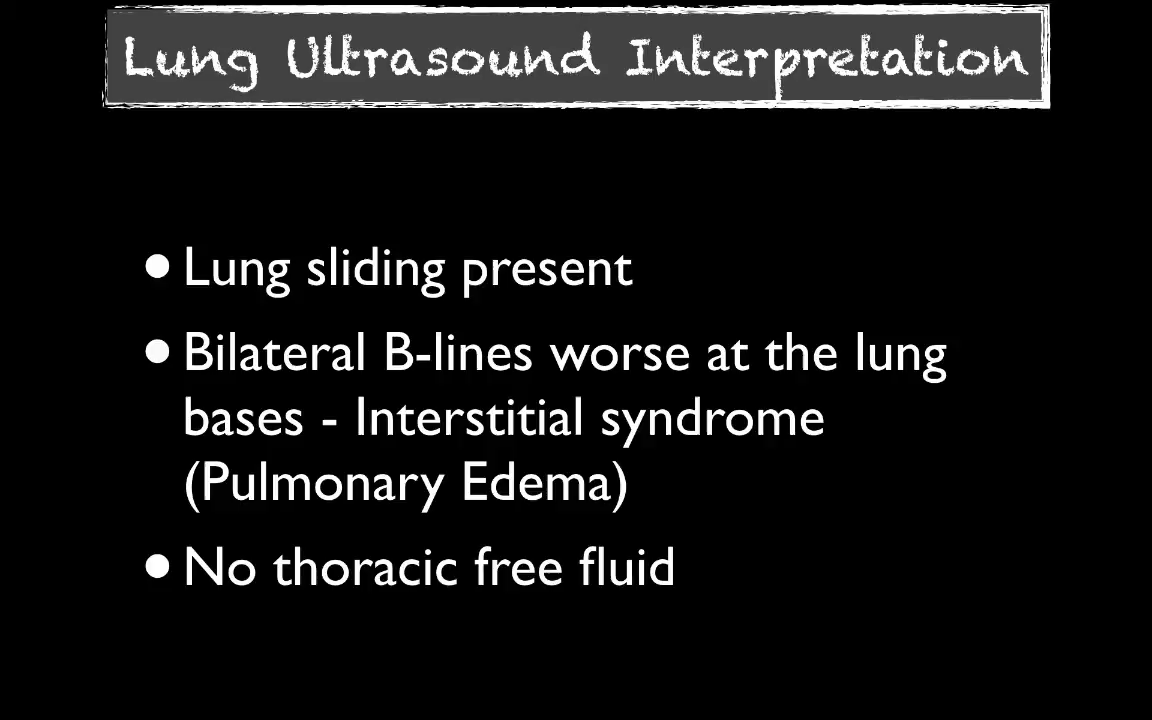 Lung Ultrasound Interpretation
•Lung sliding present
•Bilateral B-lines worse at the lung
bases - Interstitial syndrome
(Pulmonary Edema)
•No thoracic free fluid